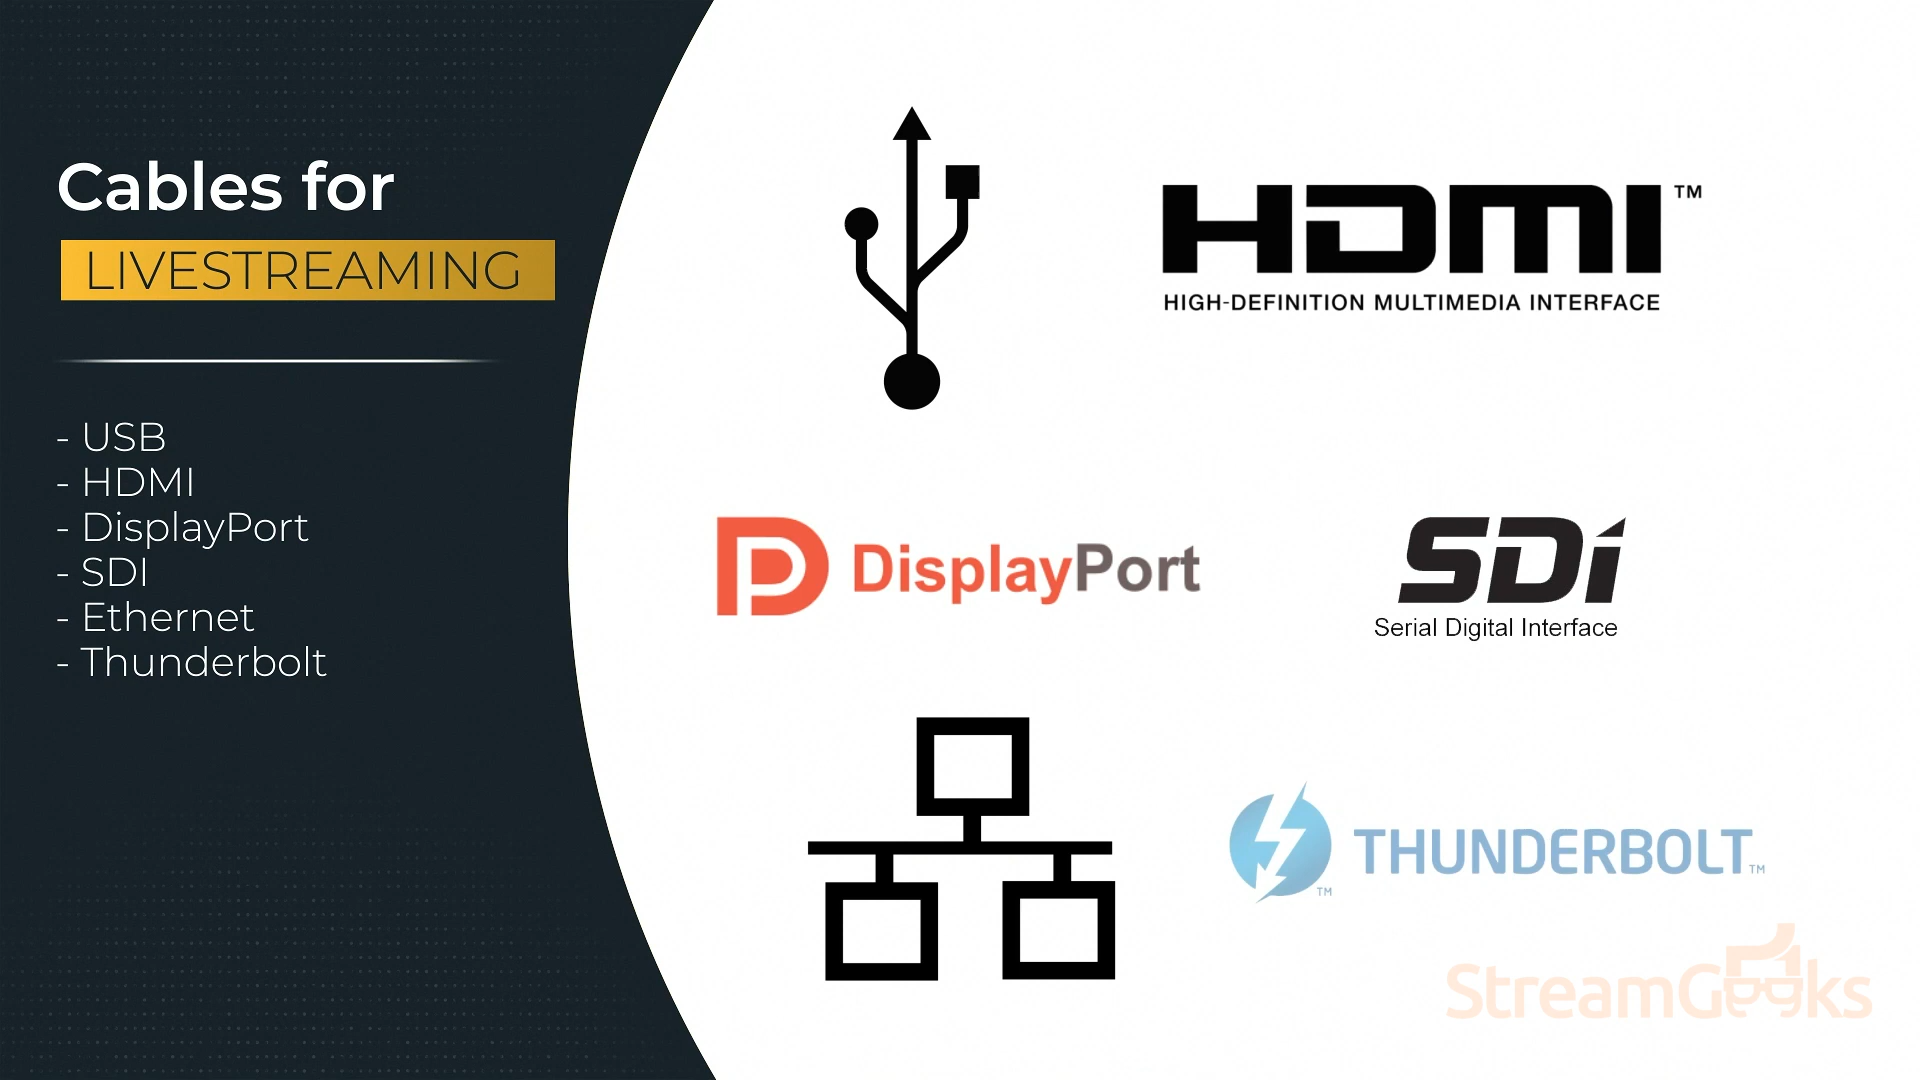 Cables for
LIVESTREAMING
- USB
- HDMI
- DisplayPort
- SDI
- Ethernet
- Thunderbolt
HDMI™
HIGH-DEFINITION MULTIMEDIA INTERFACE
DisplayPort
SDI
Serial Digital Interface
THUNDERBOLT™
™
StreamGeeks